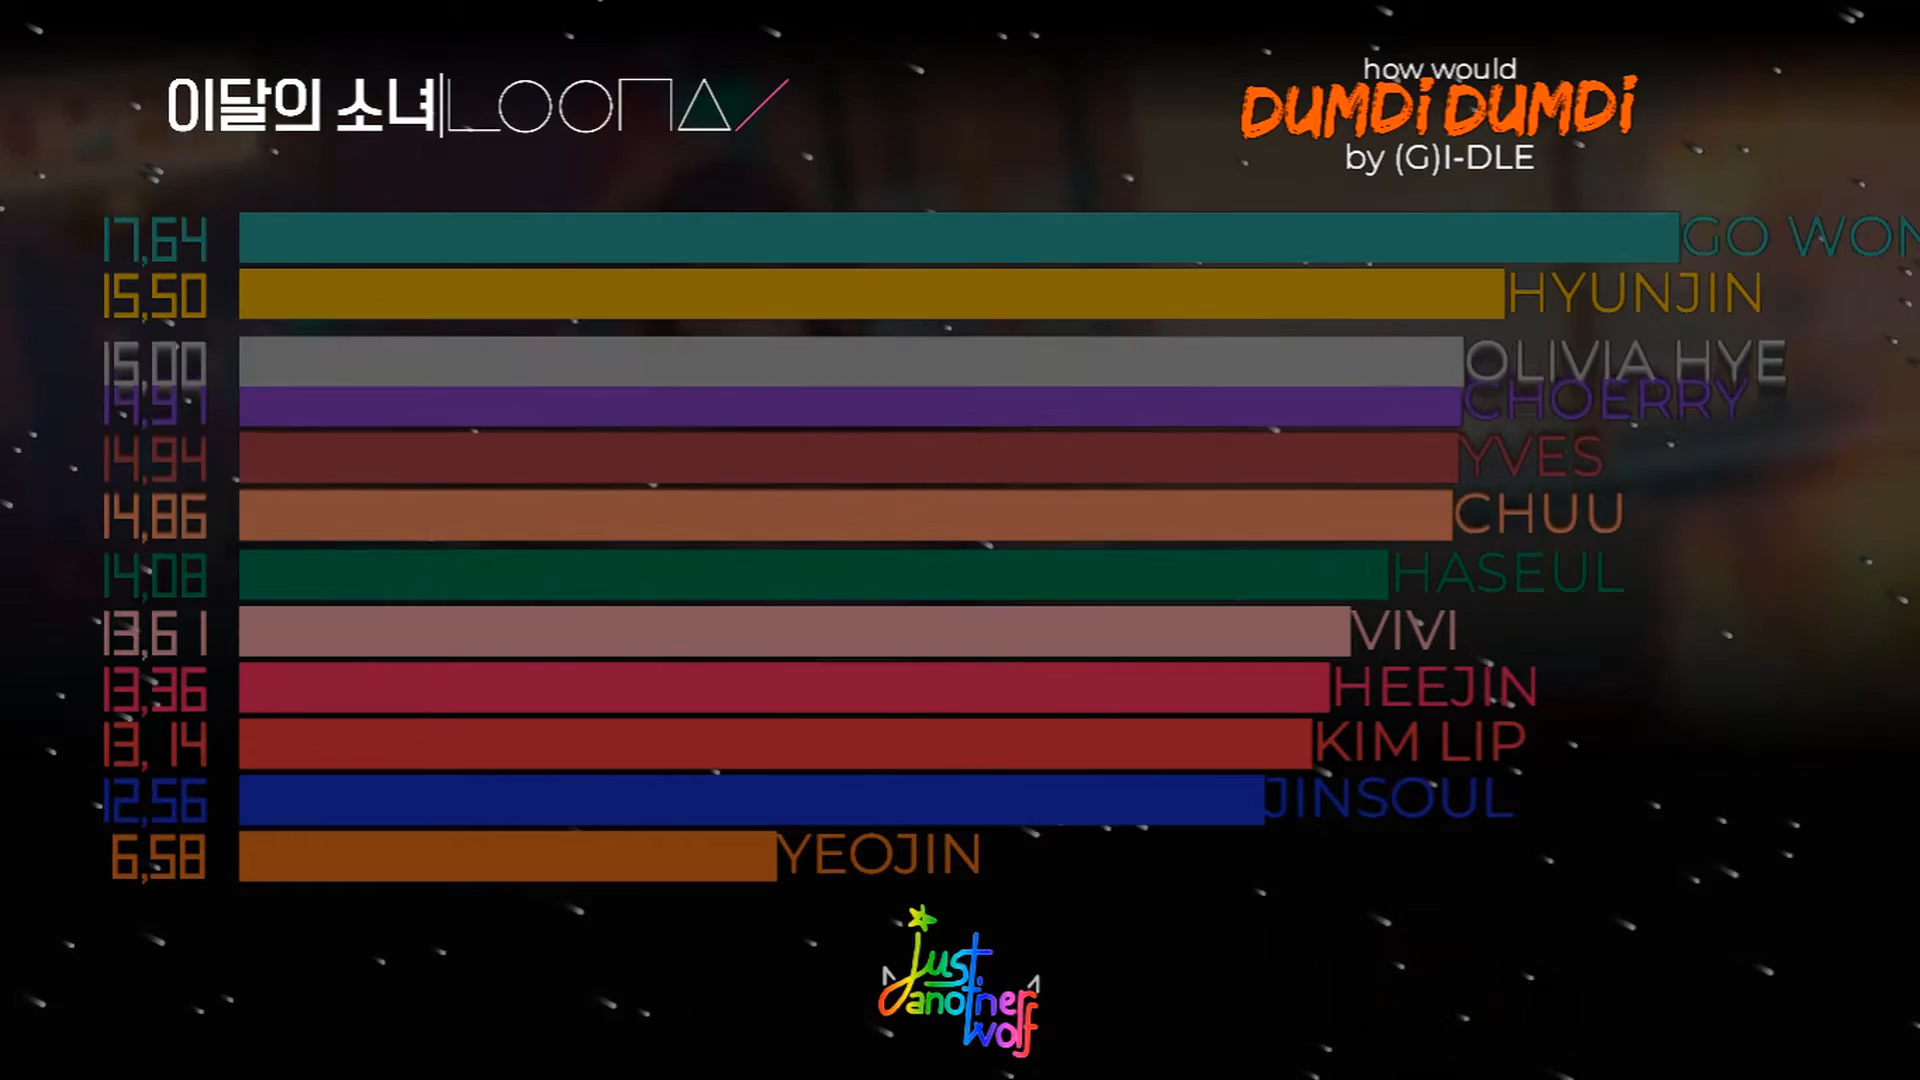 이달의 소녀 LOOΠΔ
how would
DUMDi DUMDi
by (G)I-DLE
17,64 GO WON
15,50 HYUNJIN
15,00 OLIVIA HYE
CHOERRY
14,94 YVES
14,86 CHUU
14,08 HASEUL
13,61 VIVI
13,36 HEEJIN
13,14 KIM LIP
12,56 JINSOUL
6,58 YEOJIN
just
another
wolf